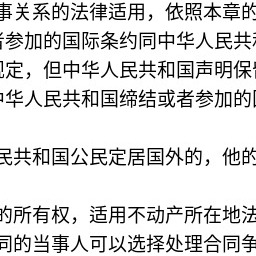 事关系的法律适用，依照本章的
者参加的国际条约同中华人民共
规定，但中华人民共和国声明保留
中华人民共和国缔结或者参加的国
民共和国公民定居国外的，他的
的所有权，适用不动产所在地法
同的当事人可以选择处理合同争